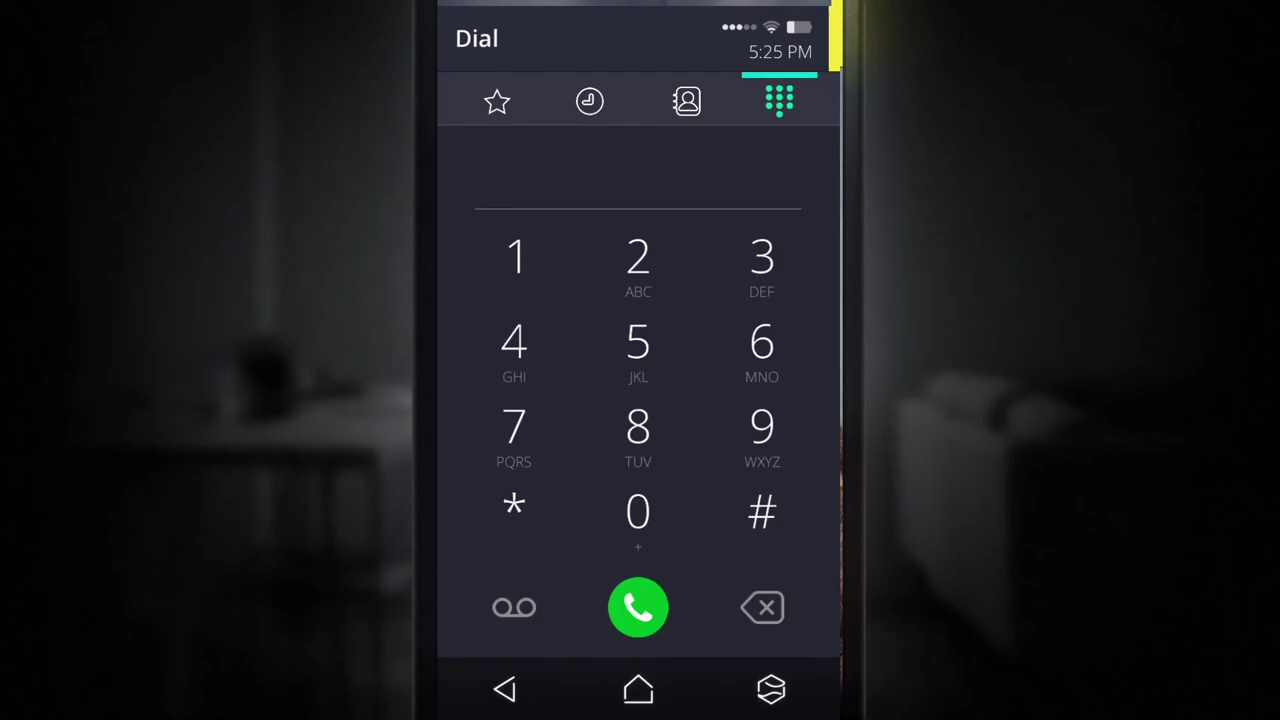 Dial
5:25 PM
1 2 3
ABC DEF
4 5 6
GHI JKL MNO
7 8 9
PQRS TUV WXYZ
* 0 #
+